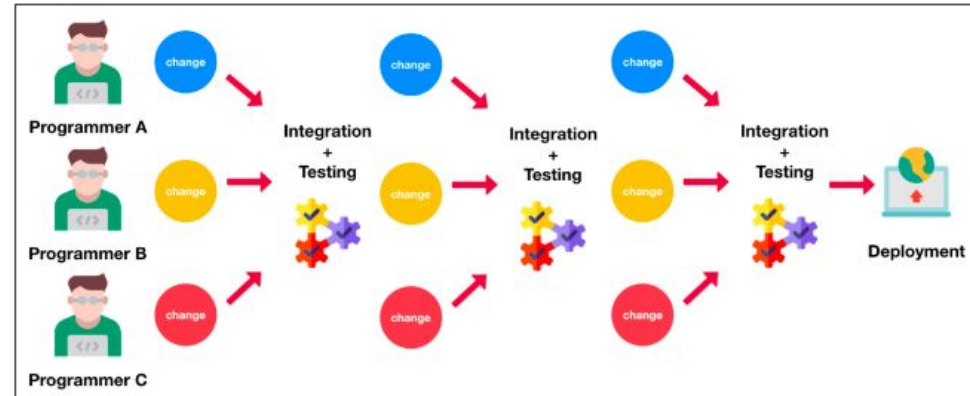 change
change
change
Programmer A
Integration
+
Testing
Integration
+
Testing
Integration
+
Testing
change
change
change
Programmer B
Deployment
change
change
change
Programmer C